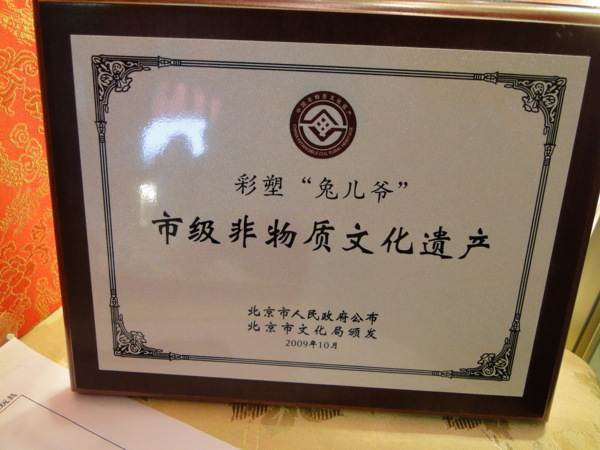 彩塑“兔儿爷”
市级非物质文化遗产
北京市人民政府公布
北京市文化局颁发
2009年10月